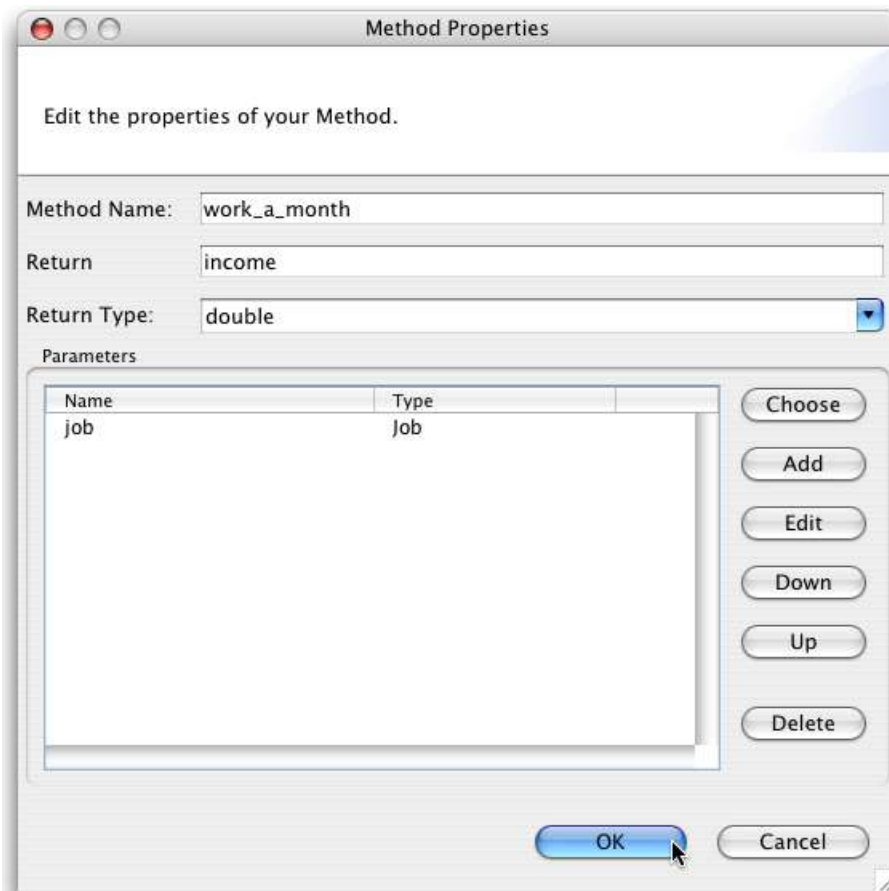 Method Properties
Edit the properties of your Method.
Method Name: work_a_month
Return income
Return Type: double
Parameters
Name Type
job Job
Choose
Add
Edit
Down
Up
Delete
OK Cancel